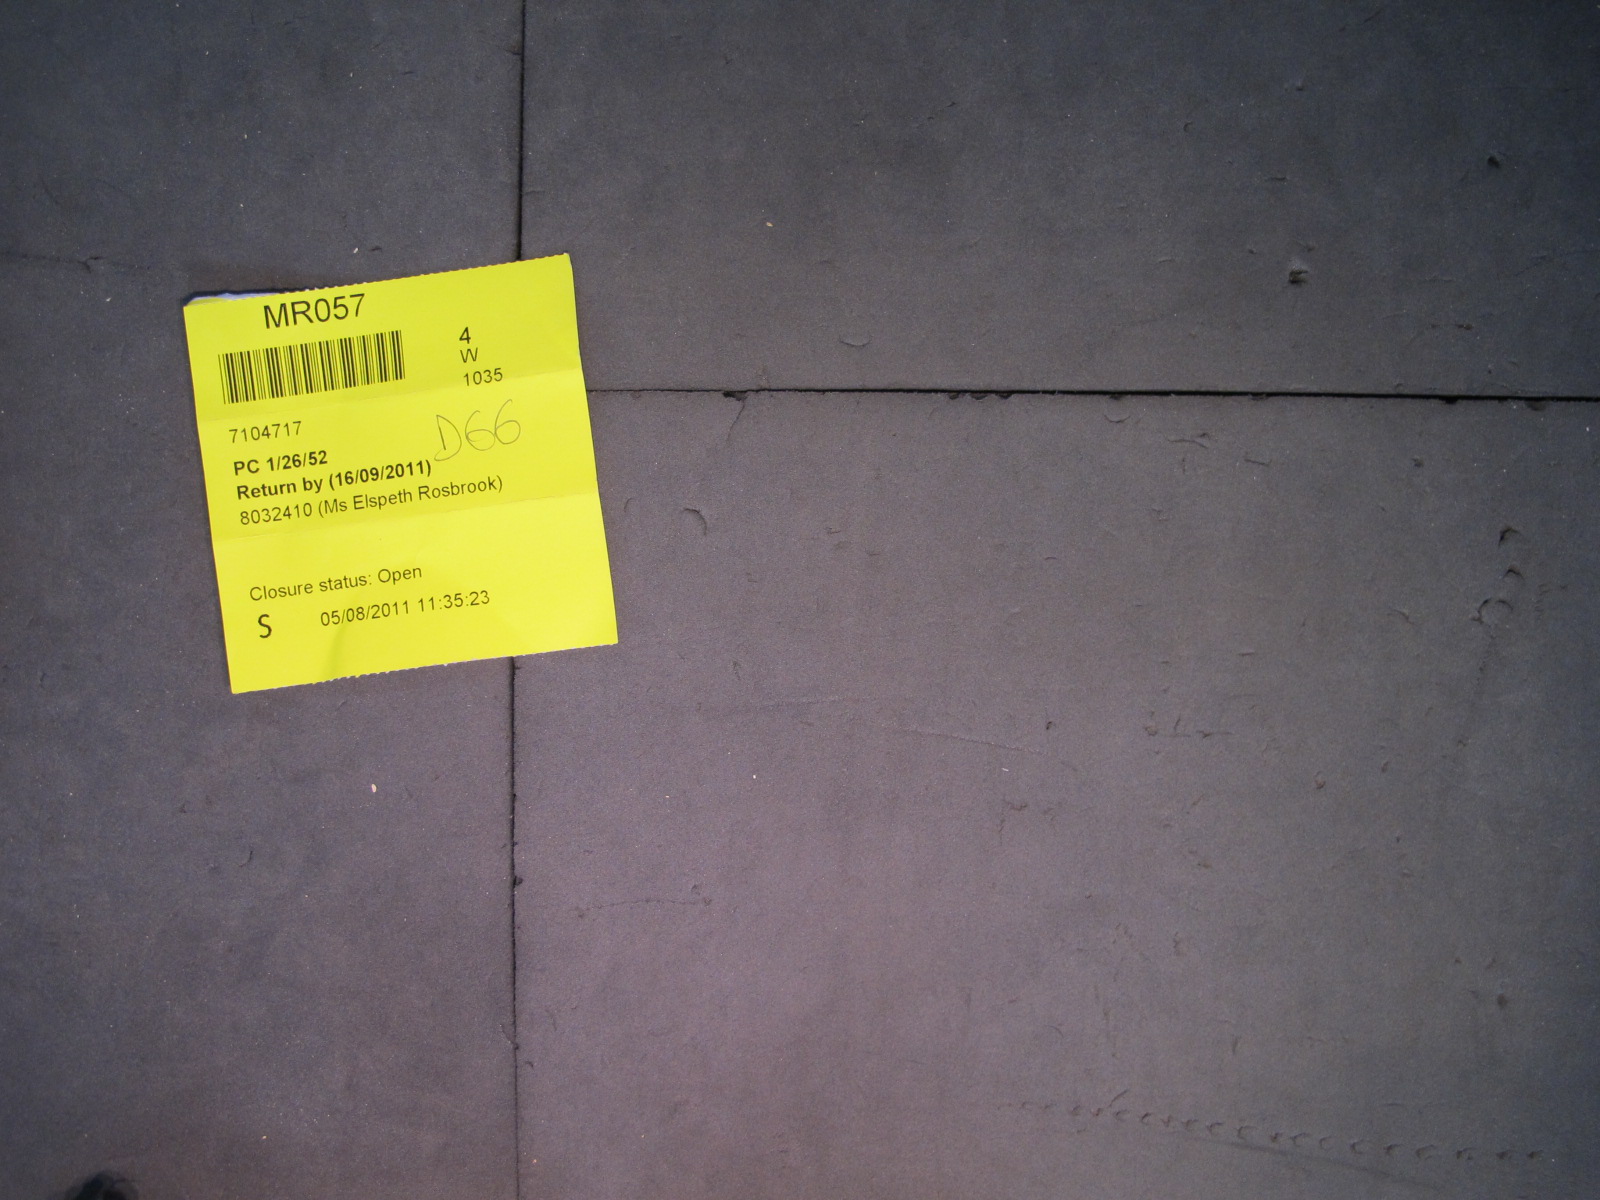 MR057
4
W
1035
7104717
D66
PC 1/26/52
Return by (16/09/2011)
8032410 (Ms Elspeth Rosbrook)
Closure status: Open
S 05/08/2011 11:35:23